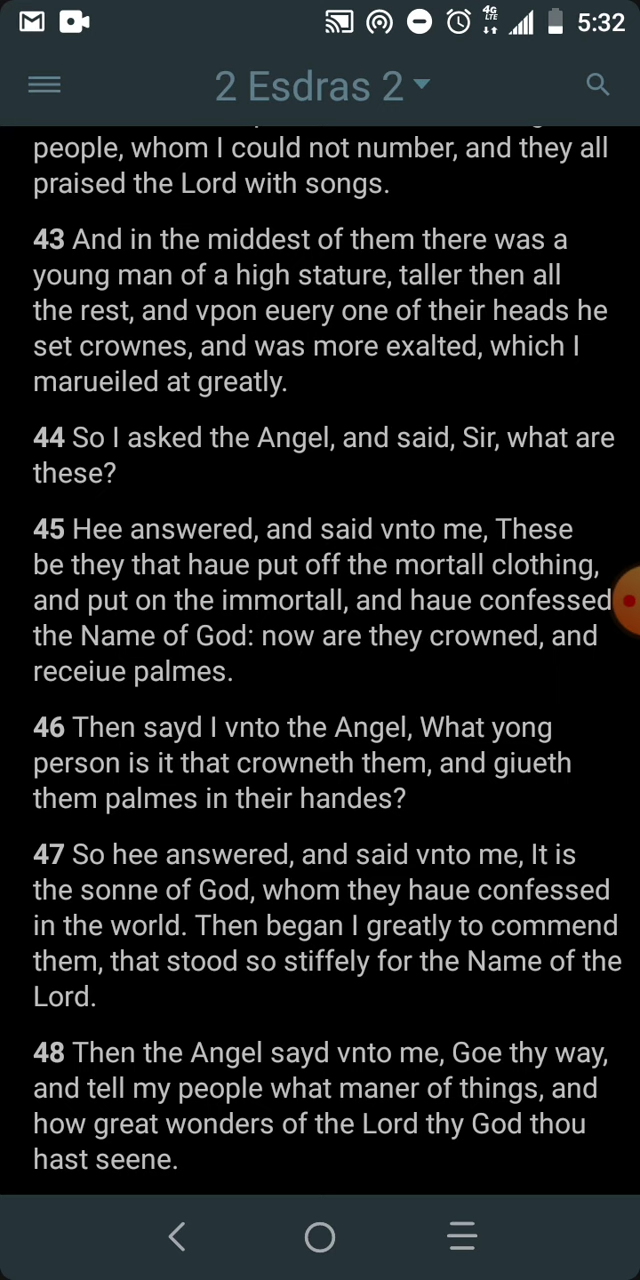 4G
LTE
5:32
2 Esdras 2
people, whom I could not number, and they all
praised the Lord with songs.
43 And in the middest of them there was a
young man of a high stature, taller then all
the rest, and vpon euery one of their heads he
set crownes, and was more exalted, which I
marueiled at greatly.
44 So I asked the Angel, and said, Sir, what are
these?
45 Hee answered, and said vnto me, These
be they that haue put off the mortall clothing,
and put on the immortall, and haue confessed
the Name of God: now are they crowned, and
receiue palmes.
46 Then sayd I vnto the Angel, What yong
person is it that crowneth them, and giueth
them palmes in their handes?
47 So hee answered, and said vnto me, It is
the sonne of God, whom they haue confessed
in the world. Then began I greatly to commend
them, that stood so stiffely for the Name of the
Lord.
48 Then the Angel sayd vnto me, Goe thy way,
and tell my people what maner of things, and
how great wonders of the Lord thy God thou
hast seene.